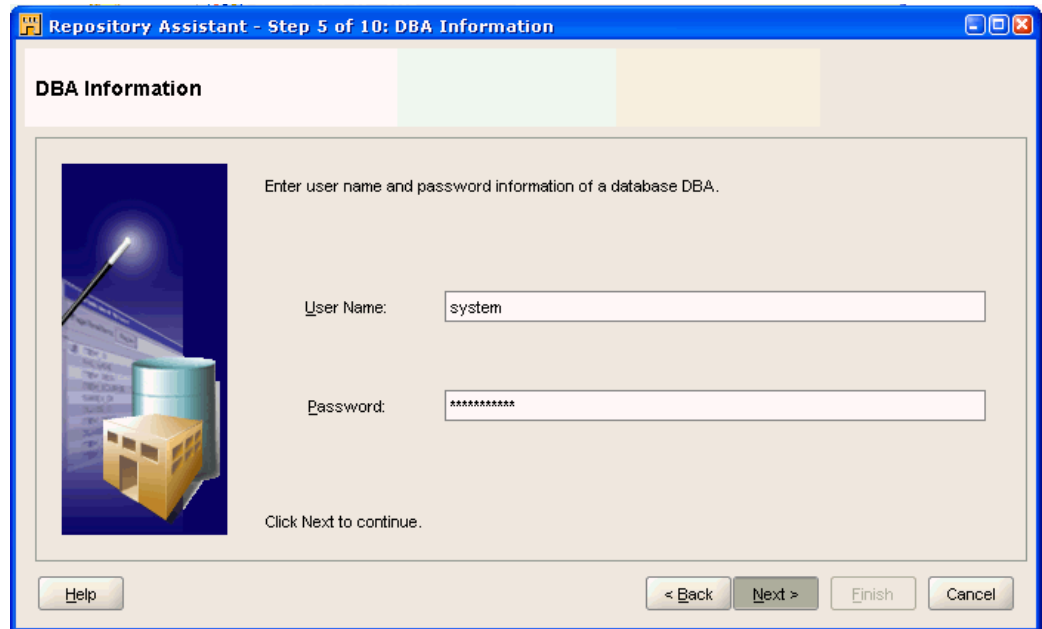 Repository Assistant - Step 5 of 10: DBA Information
DBA Information
Enter user name and password information of a database DBA.
User Name:
system
Password:
***********
Click Next to continue.
Help
< Back
Next >
Finish
Cancel